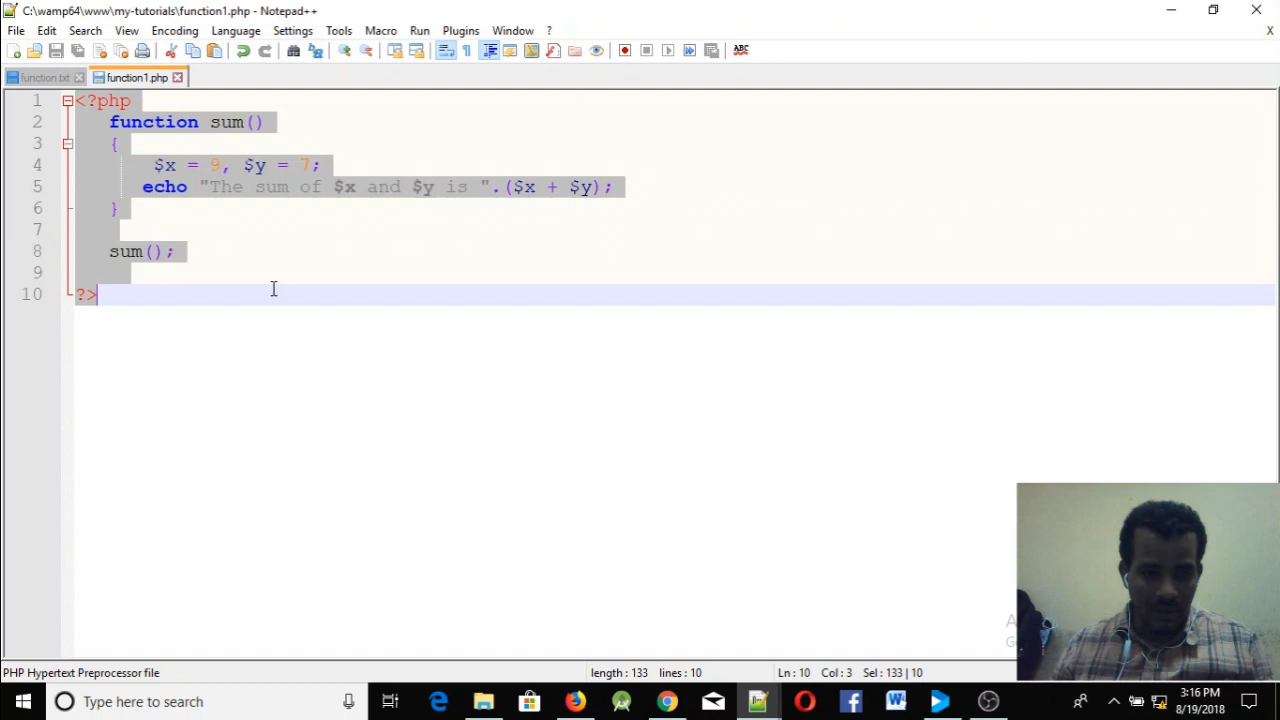 C:\wamp64\www\my-tutorials\function1.php - Notepad++
File Edit Search View Encoding Language Settings Tools Macro Run Plugins Window ? X
ABC
function.txt function1.php
1 <?php
2 function sum()
3 {
4 $x = 9, $y = 7;
5 echo "The sum of $x and $y is ".($x + $y);
6 }
7
8 sum();
9
10 ?>
PHP Hypertext Preprocessor file length : 133 lines : 10 Ln : 10 Col : 3 Sel : 133 | 10
Type here to search
3:16 PM
8/19/2018